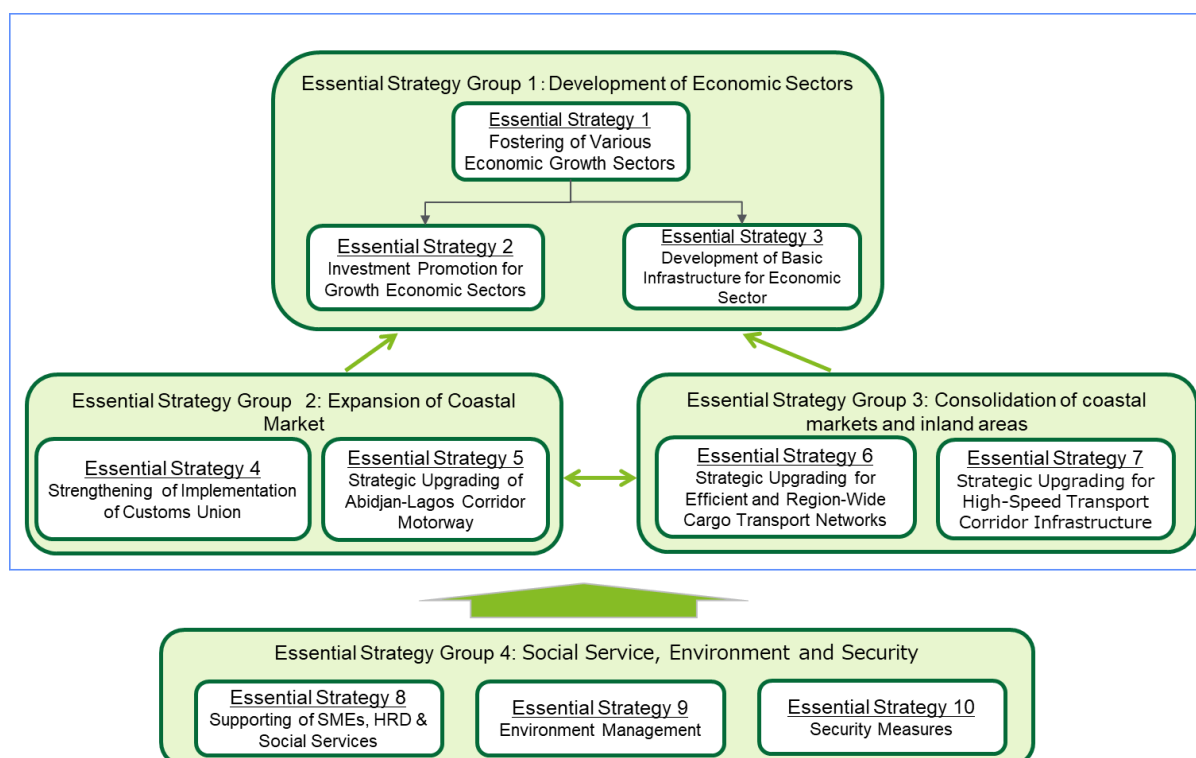 Essential Strategy Group 1: Development of Economic Sectors
Essential Strategy 1
Fostering of Various
Economic Growth Sectors
Essential Strategy 2
Investment Promotion for
Growth Economic Sectors
Essential Strategy 3
Development of Basic
Infrastructure for Economic
Sector
Essential Strategy Group 2: Expansion of Coastal
Market
Essential Strategy 4
Strengthening of Implementation
of Customs Union
Essential Strategy 5
Strategic Upgrading of
Abidjan-Lagos Corridor
Motorway
Essential Strategy Group 3: Consolidation of coastal
markets and inland areas
Essential Strategy 6
Strategic Upgrading for
Efficient and Region-Wide
Cargo Transport Networks
Essential Strategy 7
Strategic Upgrading for
High-Speed Transport
Corridor Infrastructure
Essential Strategy Group 4: Social Service, Environment and Security
Essential Strategy 8
Supporting of SMEs, HRD &
Social Services
Essential Strategy 9
Environment Management
Essential Strategy 10
Security Measures